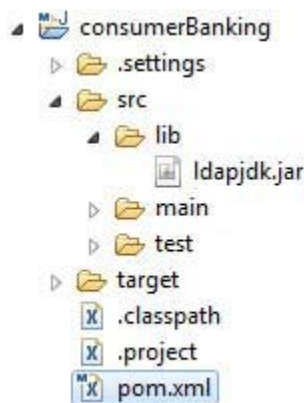 consumerBanking
.settings
src
lib
ldapjdk.jar
main
test
target
.classpath
.project
pom.xml